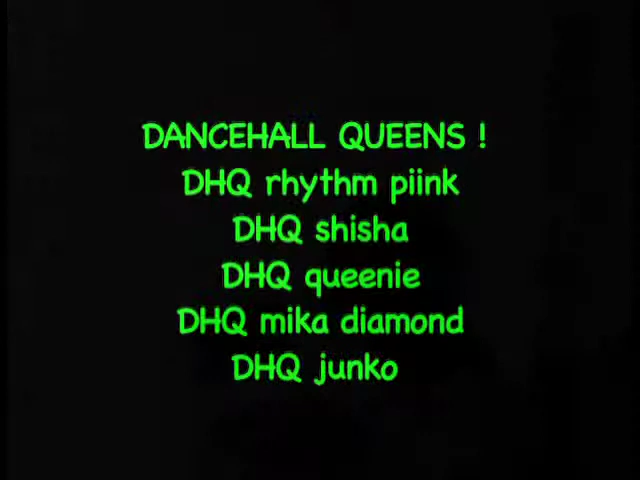 DANCEHALL QUEENS !
DHQ rhythm piink
DHQ shisha
DHQ queenie
DHQ mika diamond
DHQ junko